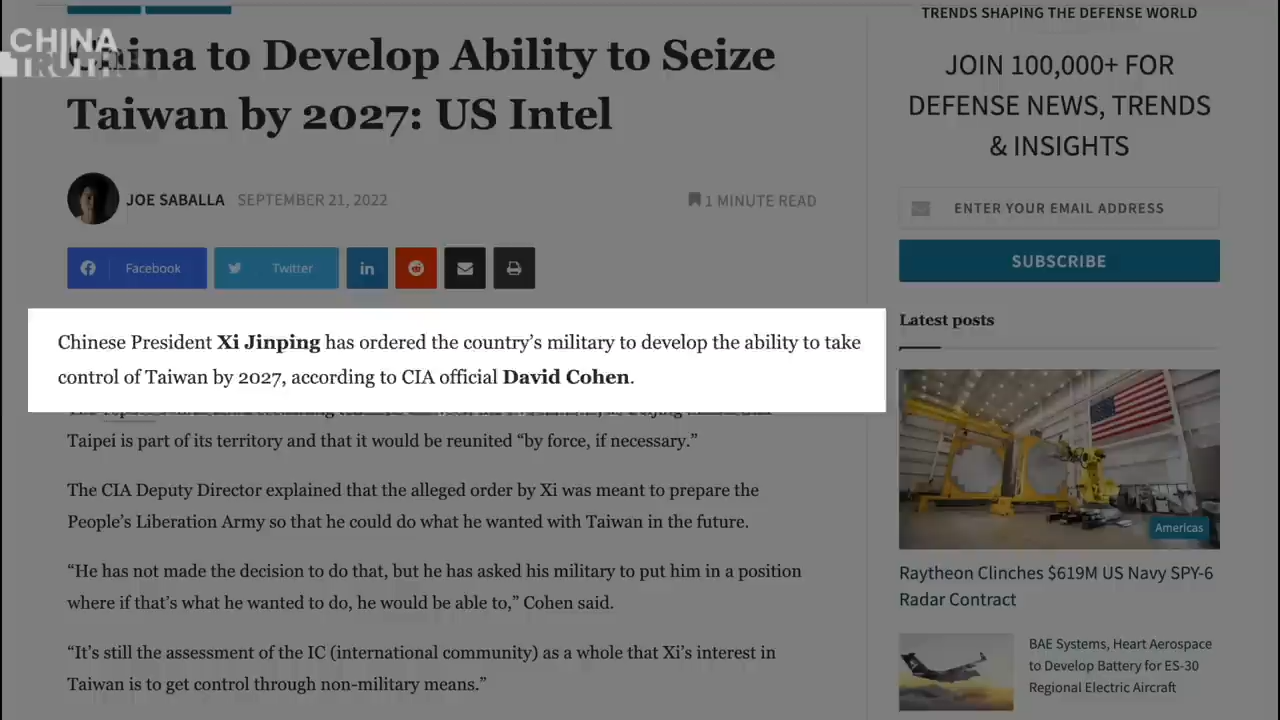 CHINA
TRUTH
China to Develop Ability to Seize
Taiwan by 2027: US Intel
JOE SABALLA SEPTEMBER 21, 2022
1 MINUTE READ
Facebook
Twitter
in
Chinese President Xi Jinping has ordered the country’s military to develop the ability to take
control of Taiwan by 2027, according to CIA official David Cohen.
Taipei is part of its territory and that it would be reunited “by force, if necessary.”
The CIA Deputy Director explained that the alleged order by Xi was meant to prepare the
People’s Liberation Army so that he could do what he wanted with Taiwan in the future.
“He has not made the decision to do that, but he has asked his military to put him in a position
where if that’s what he wanted to do, he would be able to,” Cohen said.
“It’s still the assessment of the IC (international community) as a whole that Xi’s interest in
Taiwan is to get control through non-military means.”
TRENDS SHAPING THE DEFENSE WORLD
JOIN 100,000+ FOR
DEFENSE NEWS, TRENDS
& INSIGHTS
ENTER YOUR EMAIL ADDRESS
SUBSCRIBE
Latest posts
Americas
Raytheon Clinches $619M US Navy SPY-6
Radar Contract
BAE Systems, Heart Aerospace
to Develop Battery for ES-30
Regional Electric Aircraft